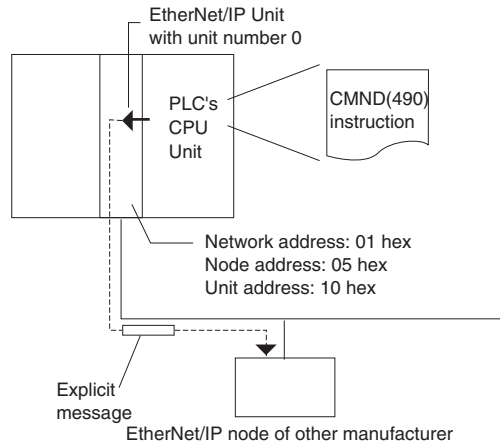 EtherNet/IP Unit
with unit number 0
PLC's
CPU
Unit
CMND(490)
instruction
Network address: 01 hex
Node address: 05 hex
Unit address: 10 hex
Explicit
message
EtherNet/IP node of other manufacturer